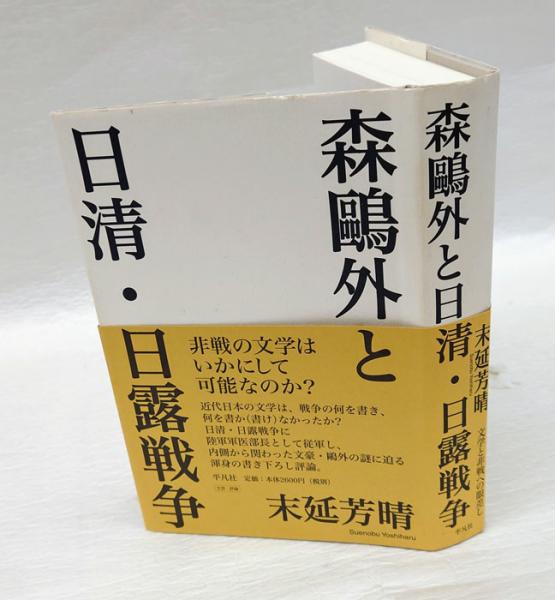 森鷗外と
日清・日露戦争
非戦の文学は
いかにして
可能なのか？
近代日本の文学は、戦争の何を書き、
何を書か（書け）なかったか？
日清・日露戦争に
陸軍軍医部長として従軍し、
内側から関わった文豪・鷗外の謎に迫る
渾身の書き下ろし評論。
平凡社 定価：本体2600円（税別）
文芸 評論
末延芳晴
Suenobu Yoshiharu
森鷗外と日清・日露戦争
末延芳晴
Suenobu Yoshiharu
文学と非戦への眼差し
平凡社